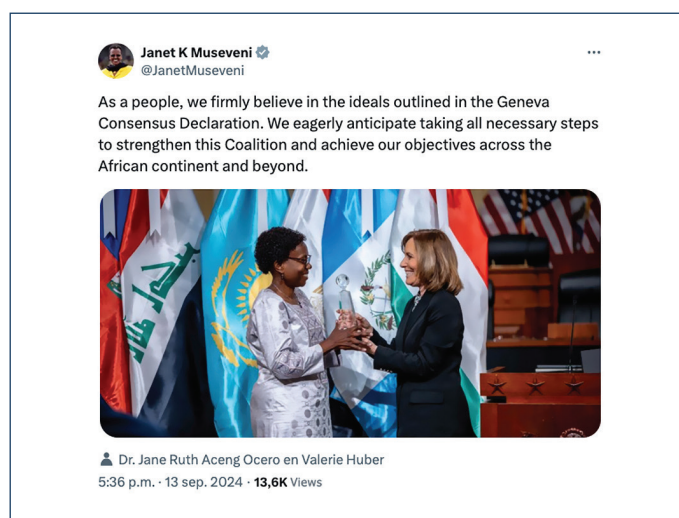 Janet K Museveni
@JanetMuseveni
As a people, we firmly believe in the ideals outlined in the Geneva
Consensus Declaration. We eagerly anticipate taking all necessary steps
to strengthen this Coalition and achieve our objectives across the
African continent and beyond.
Dr. Jane Ruth Aceng Ocero en Valerie Huber
5:36 p.m. · 13 sep. 2024 · 13,6K Views